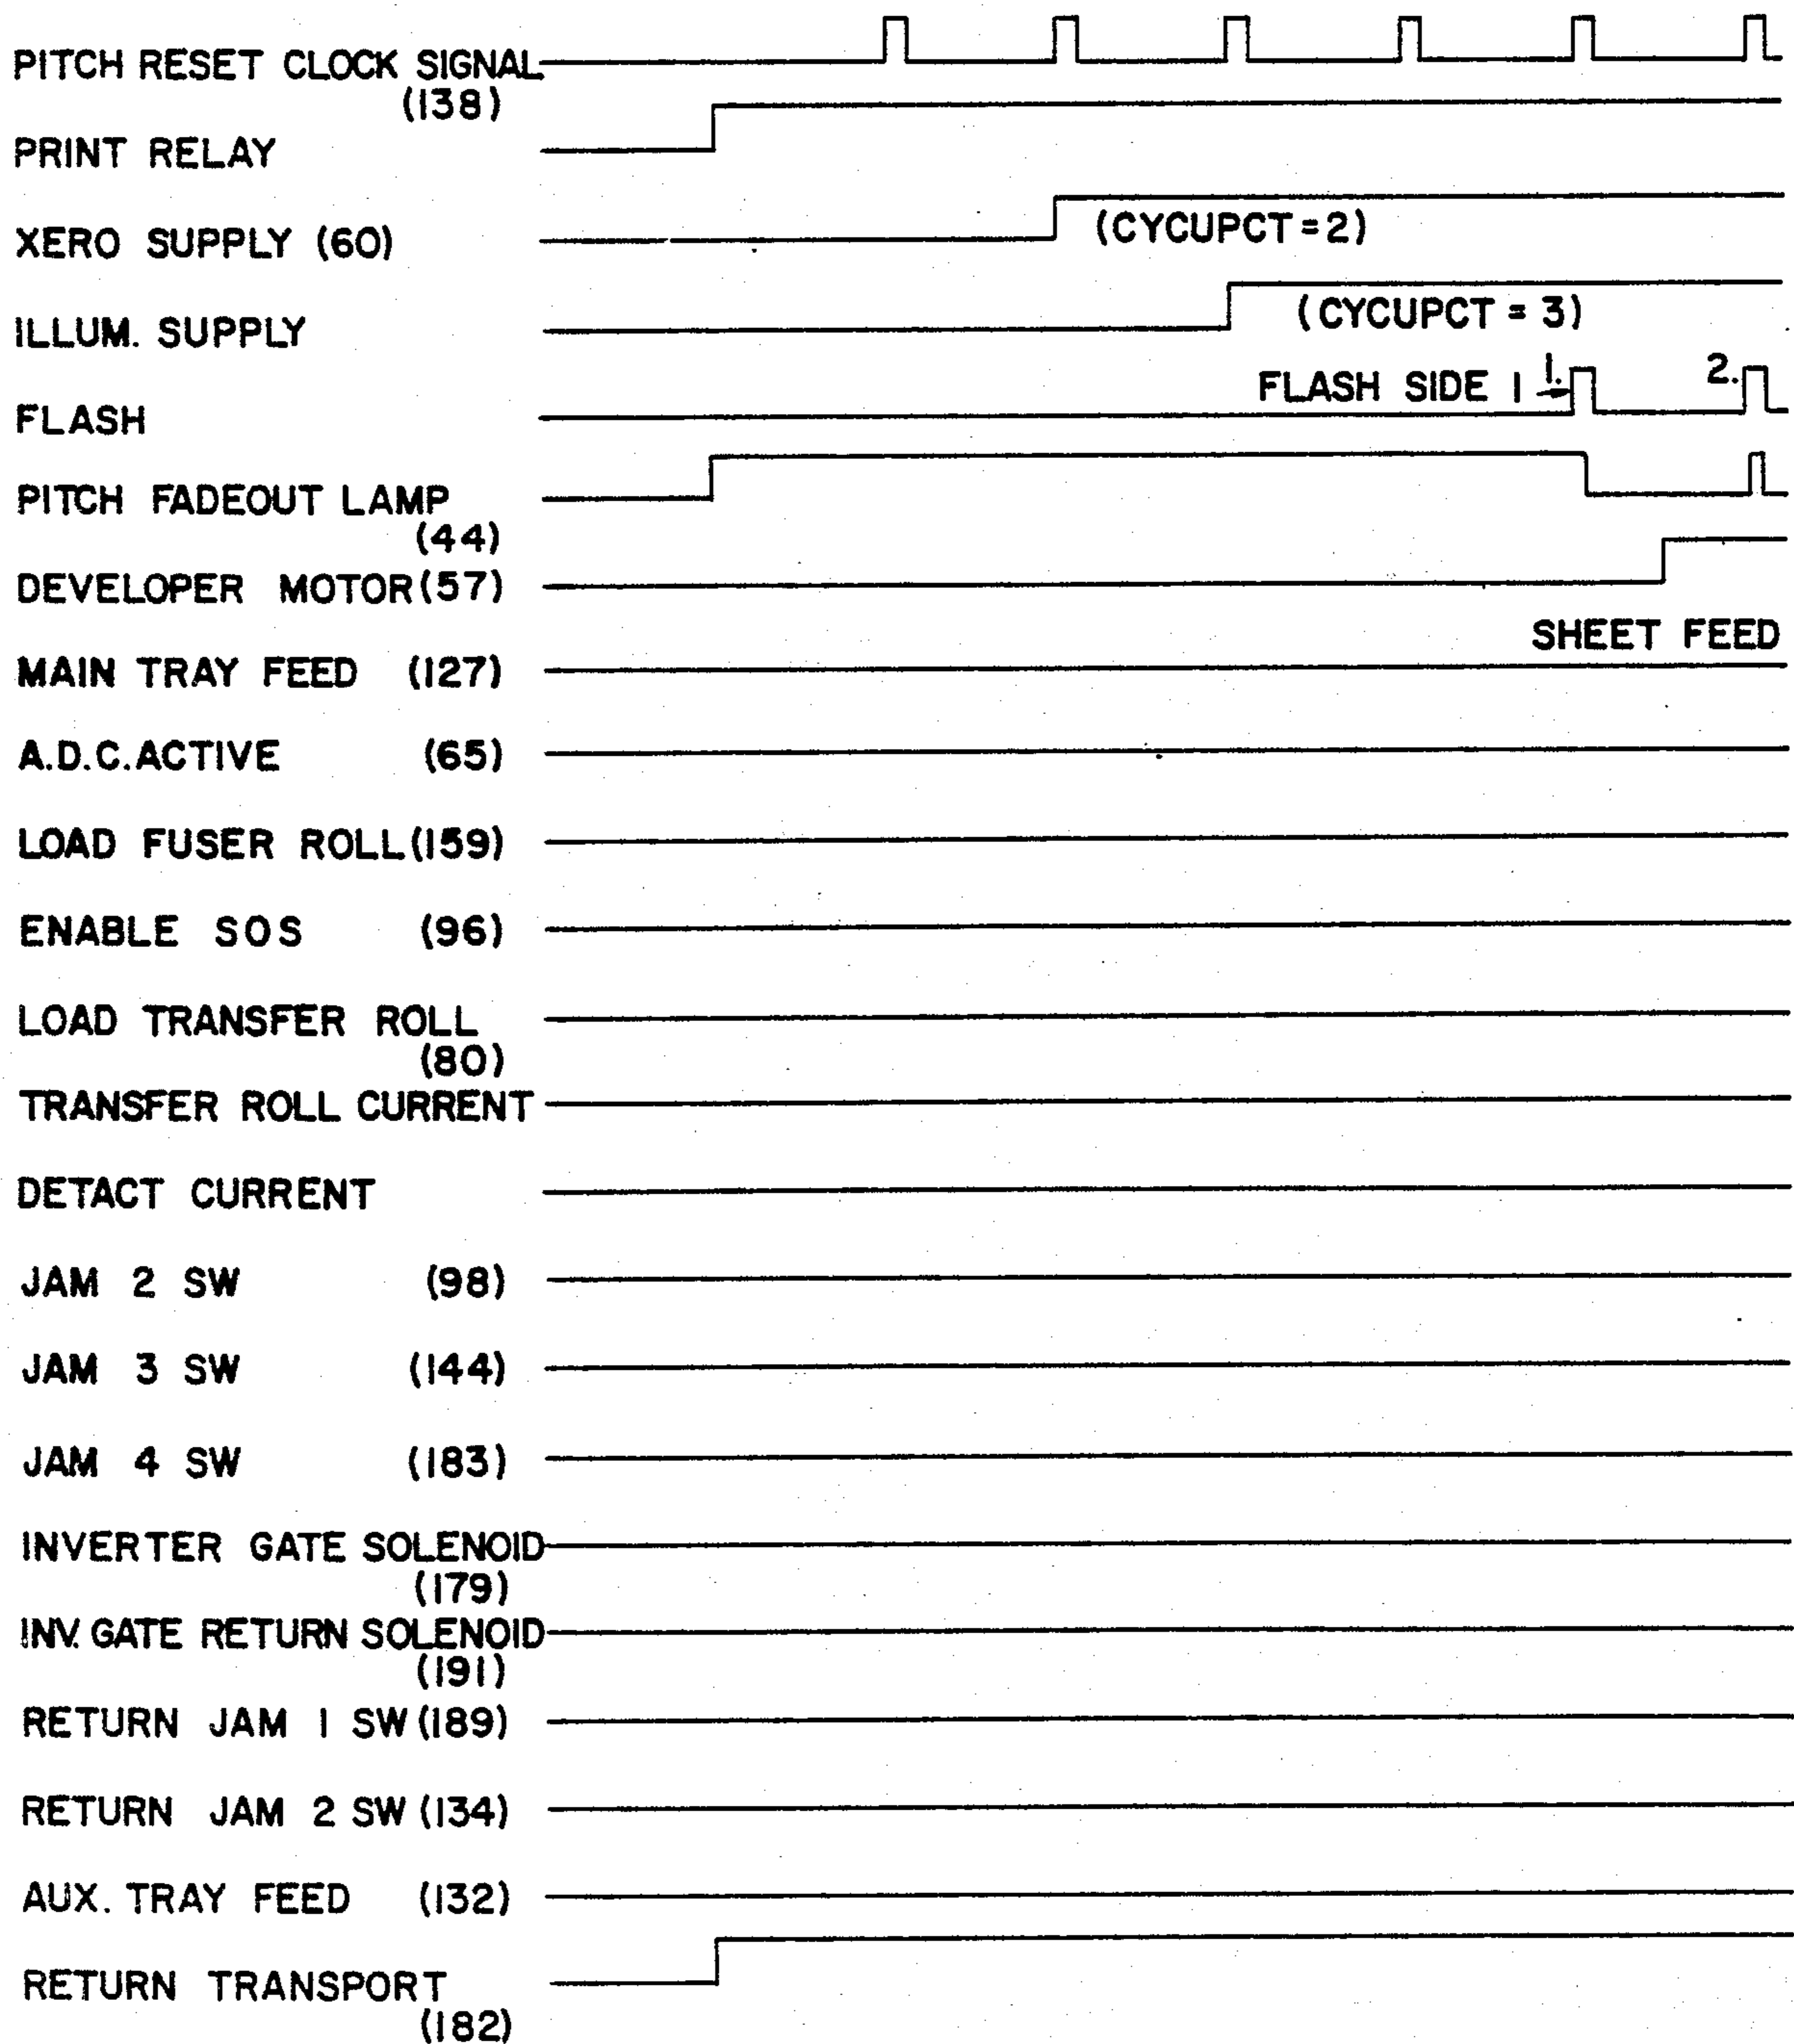 PITCH RESET CLOCK SIGNAL
(138)
PRINT RELAY
XERO SUPPLY (60)
(CYCUPCT = 2)
ILLUM. SUPPLY
(CYCUPCT = 3)
FLASH
FLASH SIDE 1 1. 2.
PITCH FADEOUT LAMP
(44)
DEVELOPER MOTOR (57)
SHEET FEED
MAIN TRAY FEED (127)
A.D.C. ACTIVE (65)
LOAD FUSER ROLL (159)
ENABLE SOS (96)
LOAD TRANSFER ROLL
(80)
TRANSFER ROLL CURRENT
DETACT CURRENT
JAM 2 SW (98)
JAM 3 SW (144)
JAM 4 SW (183)
INVERTER GATE SOLENOID
(179)
INV. GATE RETURN SOLENOID
(191)
RETURN JAM 1 SW (189)
RETURN JAM 2 SW (134)
AUX. TRAY FEED (132)
RETURN TRANSPORT
(182)